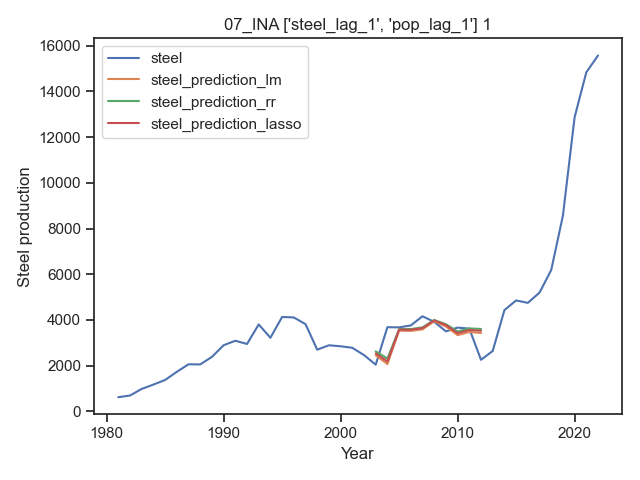 07_INA ['steel_lag_1', 'pop_lag_1'] 1
steel
steel_prediction_lm
steel_prediction_rr
steel_prediction_lasso
16000
14000
12000
10000
8000
6000
4000
2000
0
Steel production
1980
1990
2000
2010
2020
Year